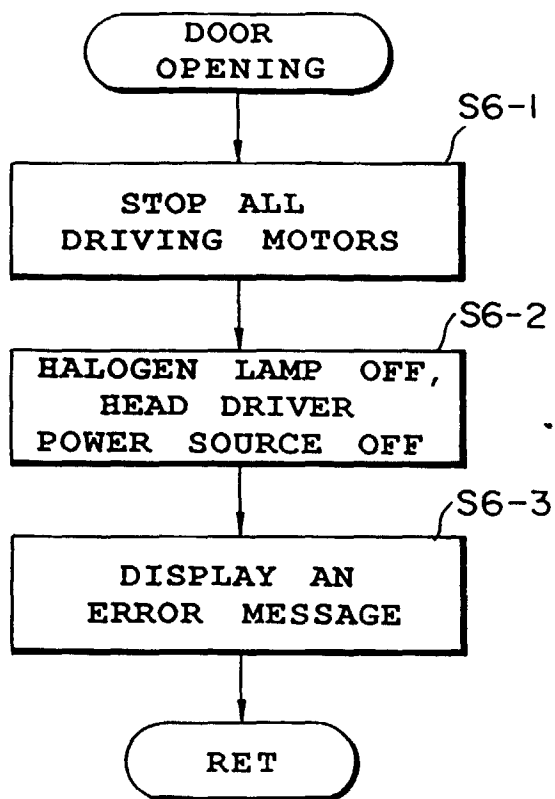 DOOR
OPENING
S6-1
STOP ALL
DRIVING MOTORS
S6-2
HALOGEN LAMP OFF,
HEAD DRIVER
POWER SOURCE OFF
S6-3
DISPLAY AN
ERROR MESSAGE
RET